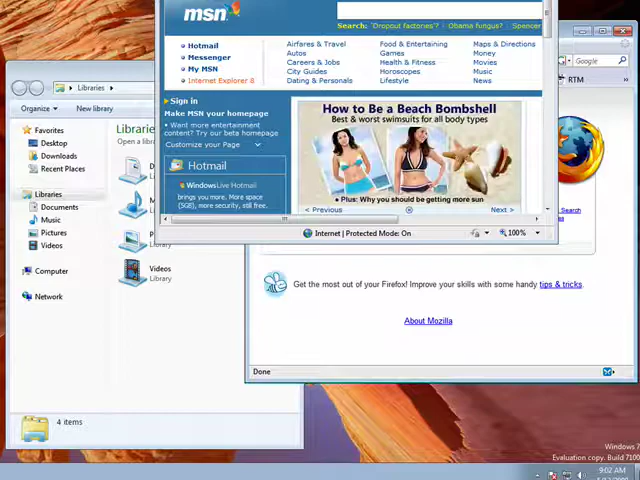 msn
Search: "Dropout factories"? | Obama fungus? | Spencer
Hotmail
Messenger
My MSN
Internet Explorer 8
Airfares & Travel
Autos
Careers & Jobs
City Guides
Dating & Personals
Food & Entertaining
Games
Health & Fitness
Horoscopes
Lifestyle
Maps & Directions
Money
Movies
Music
News
Sign in
Make MSN your homepage
Want more entertainment
content? Try our beta homepage
Customize your Page
Hotmail
WindowsLive Hotmail
brings you more. More space
(5GB), more security, still free.
How to Be a Beach Bombshell
Best & worst swimsuits for all body types
Plus: Why you should be getting more sun
‹ Previous
Next ›
Internet | Protected Mode: On
100%
Libraries
Organize
New library
Favorites
Desktop
Downloads
Recent Places
Libraries
Documents
Music
Pictures
Videos
Computer
Network
Librarie
Open a libr
D
L
M
L
P
Library
Videos
Library
4 items
Google
RTM
Search
Get the most out of your Firefox! Improve your skills with some handy tips & tricks.
About Mozilla
Done
Windows 7
Evaluation copy. Build 7100
9:02 AM